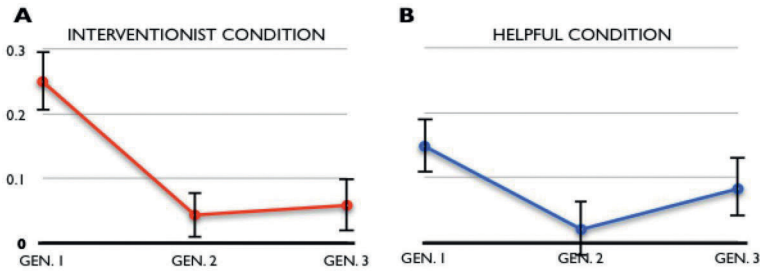 A
INTERVENTIONIST CONDITION
0.3
0.2
0.1
0
GEN. 1
GEN. 2
GEN. 3
B
HELPFUL CONDITION
GEN. 1
GEN. 2
GEN. 3